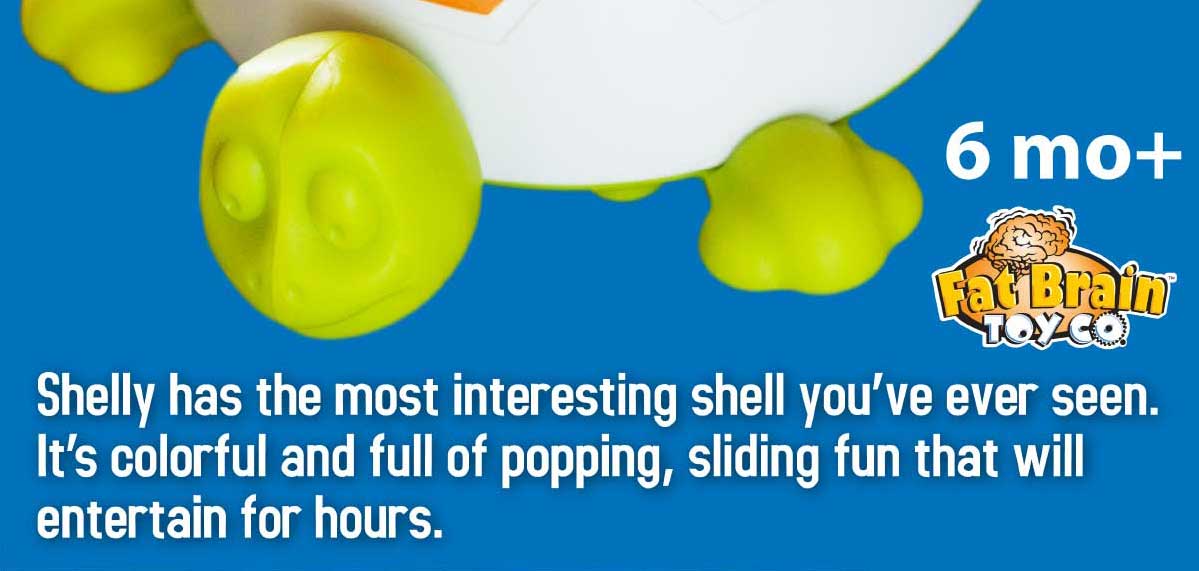 6 mo+
Fat Brain™
TOY CO.
Shelly has the most interesting shell you've ever seen.
It's colorful and full of popping, sliding fun that will
entertain for hours.